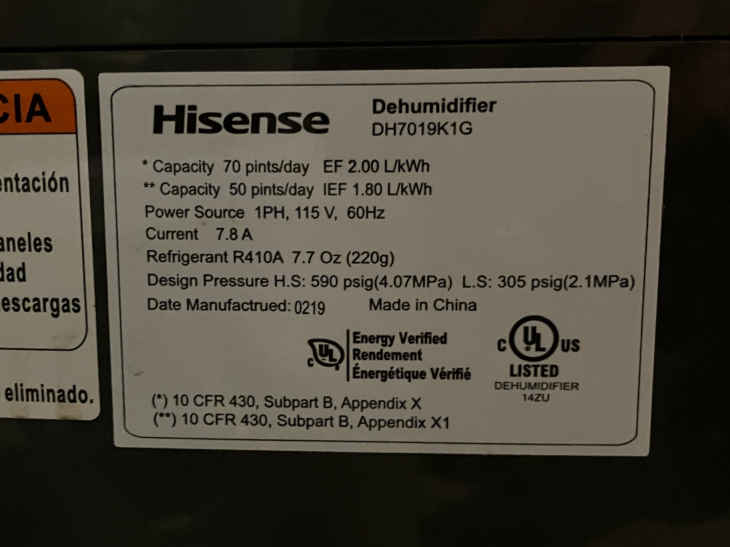 CIA
entación
aneles
dad
escargas
eliminado.
Hisense
Dehumidifier
DH7019K1G
* Capacity 70 pints/day EF 2.00 L/kWh
** Capacity 50 pints/day IEF 1.80 L/kWh
Power Source 1PH, 115 V, 60Hz
Current 7.8 A
Refrigerant R410A 7.7 Oz (220g)
Design Pressure H.S: 590 psig(4.07MPa) L.S: 305 psig(2.1MPa)
Date Manufactrued: 0219 Made in China
C UL
Energy Verified
Rendement
Énergétique Vérifié
C UL US
LISTED
DEHUMIDIFIER
14ZU
(*) 10 CFR 430, Subpart B, Appendix X
(**) 10 CFR 430, Subpart B, Appendix X1